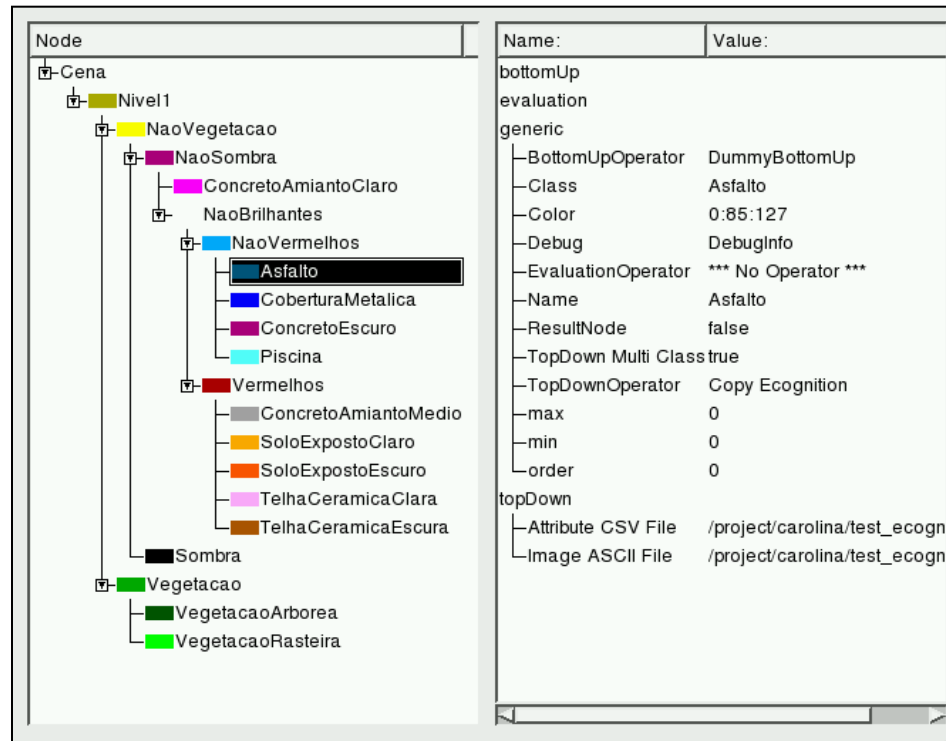 Node
Cena
Nivel1
NaoVegetacao
NaoSombra
ConcretoAmiantoClaro
NaoBrilhantes
NaoVermelhos
Asfalto
CoberturaMetalica
ConcretoEscuro
Piscina
Vermelhos
ConcretoAmiantoMedio
SoloExpostoClaro
SoloExpostoEscuro
TelhaCeramicaClara
TelhaCeramicaEscura
Sombra
Vegetacao
VegetacaoArborea
VegetacaoRasteira
Name: Value:
bottomUp
evaluation
generic
BottomUpOperator DummyBottomUp
Class Asfalto
Color 0:85:127
Debug DebugInfo
EvaluationOperator *** No Operator ***
Name Asfalto
ResultNode false
TopDown Multi Class true
TopDownOperator Copy Ecognition
max 0
min 0
order 0
topDown
Attribute CSV File /project/carolina/test_ecogn
Image ASCII File /project/carolina/test_ecogn